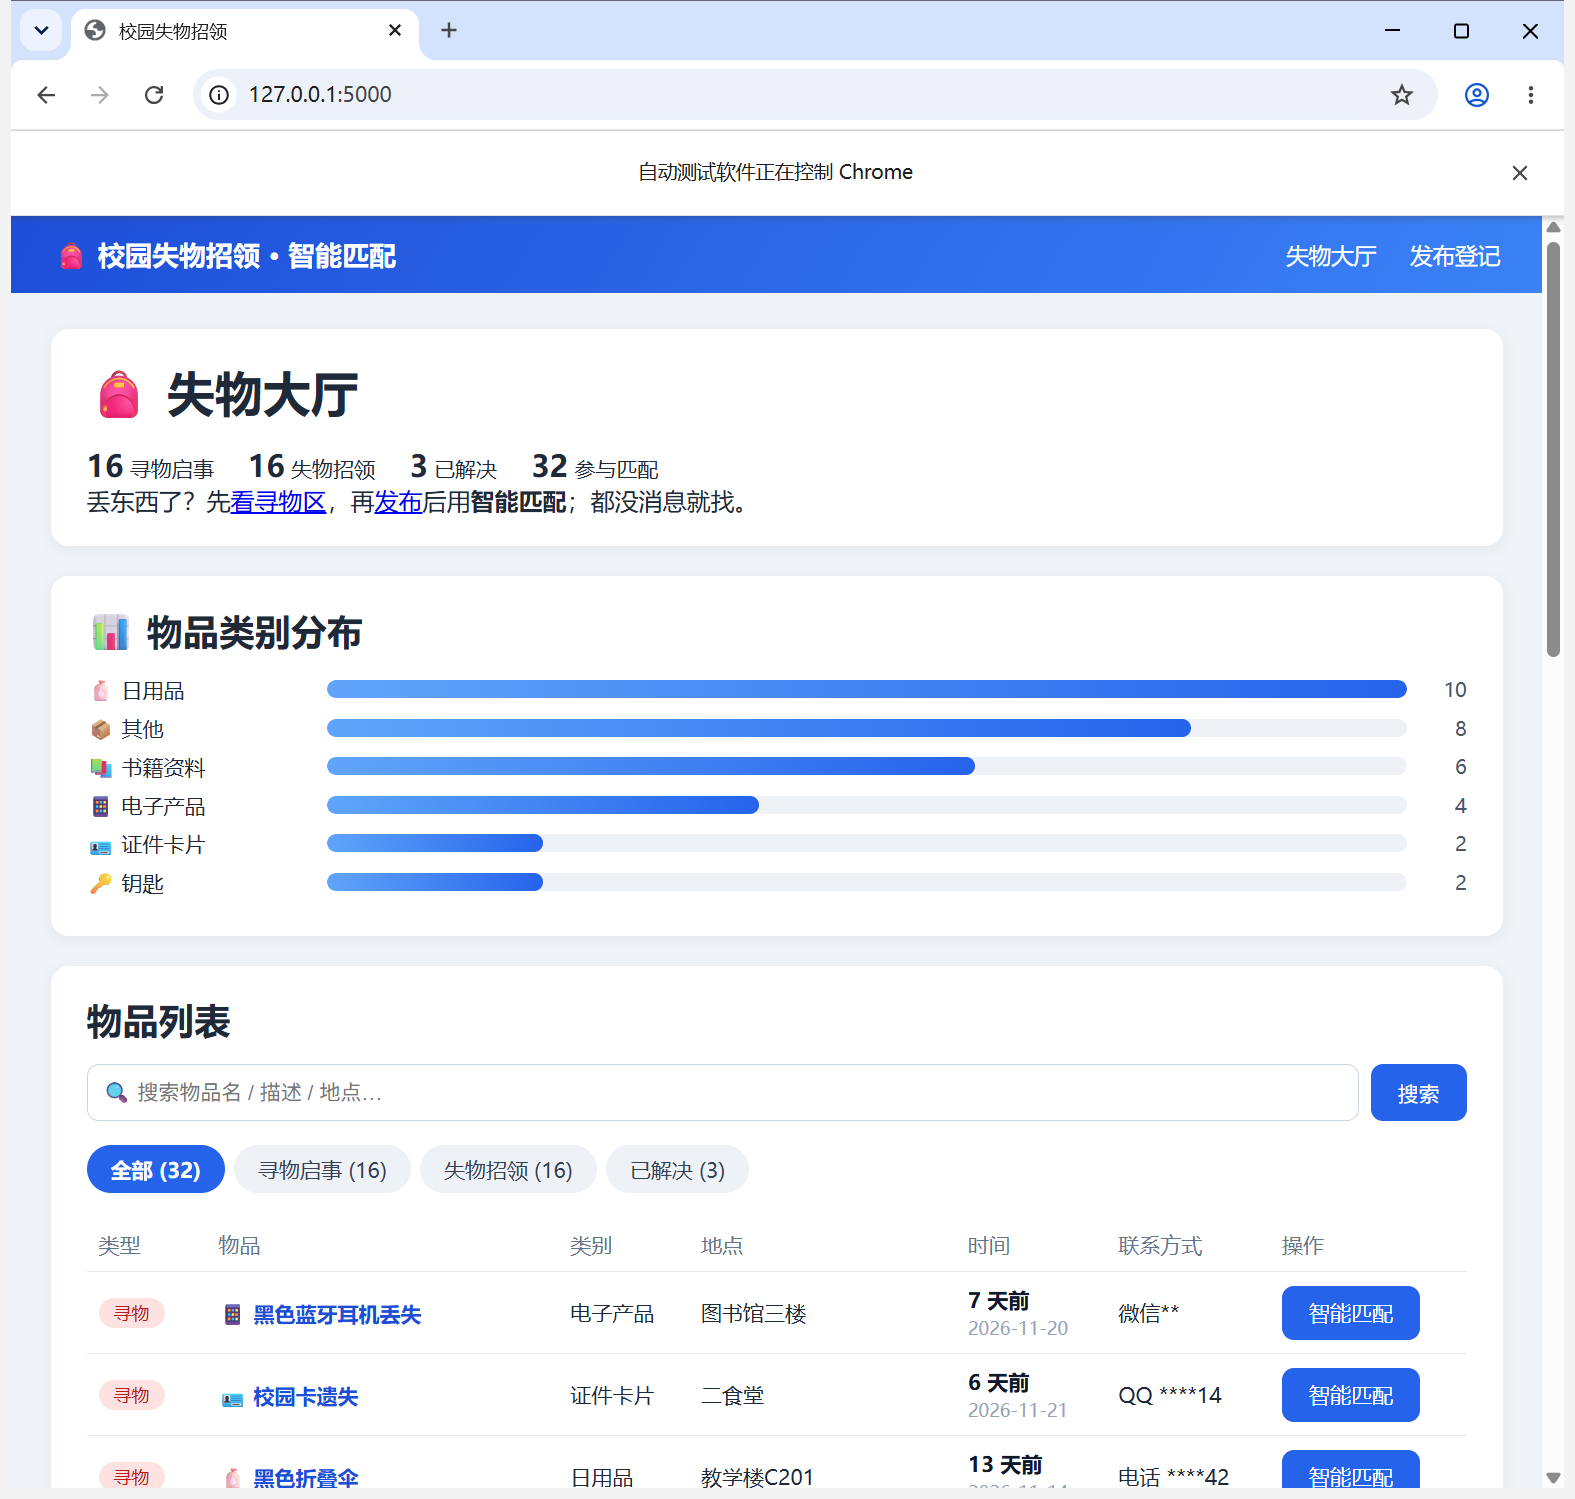 校园失物招领
127.0.0.1:5000
自动测试软件正在控制 Chrome
校园失物招领 • 智能匹配
失物大厅 发布登记
失物大厅
16 寻物启事 16 失物招领 3 已解决 32 参与匹配
丢东西了？先看寻物区，再发布后用智能匹配；都没消息就找。
物品类别分布
日用品 10
其他 8
书籍资料 6
电子产品 4
证件卡片 2
钥匙 2
物品列表
搜索物品名 / 描述 / 地点… 搜索
全部 (32) 寻物启事 (16) 失物招领 (16) 已解决 (3)
类型 物品 类别 地点 时间 联系方式 操作
寻物 黑色蓝牙耳机丢失 电子产品 图书馆三楼 7 天前 微信** 智能匹配
2026-11-20
寻物 校园卡遗失 证件卡片 二食堂 6 天前 QQ ****14 智能匹配
2026-11-21
寻物 黑色折叠伞 日用品 教学楼C201 13 天前 电话 ****42 智能匹配